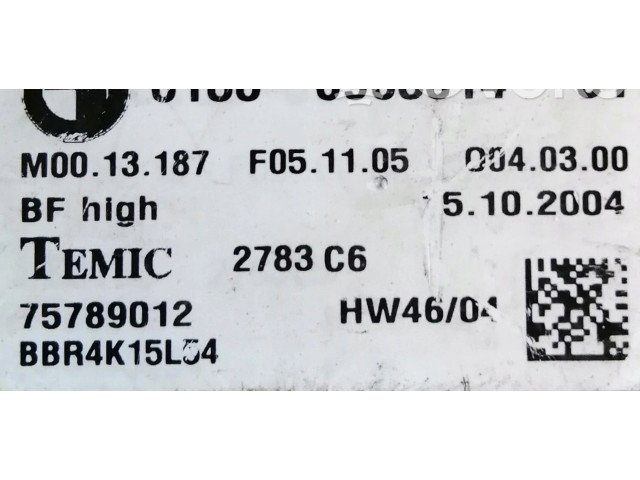 M00.13.187 F05.11.05 004.03.00
BF high 5.10.2004
TEMIC 2783 C6
75789012 HW46/04
BBR4K15L54